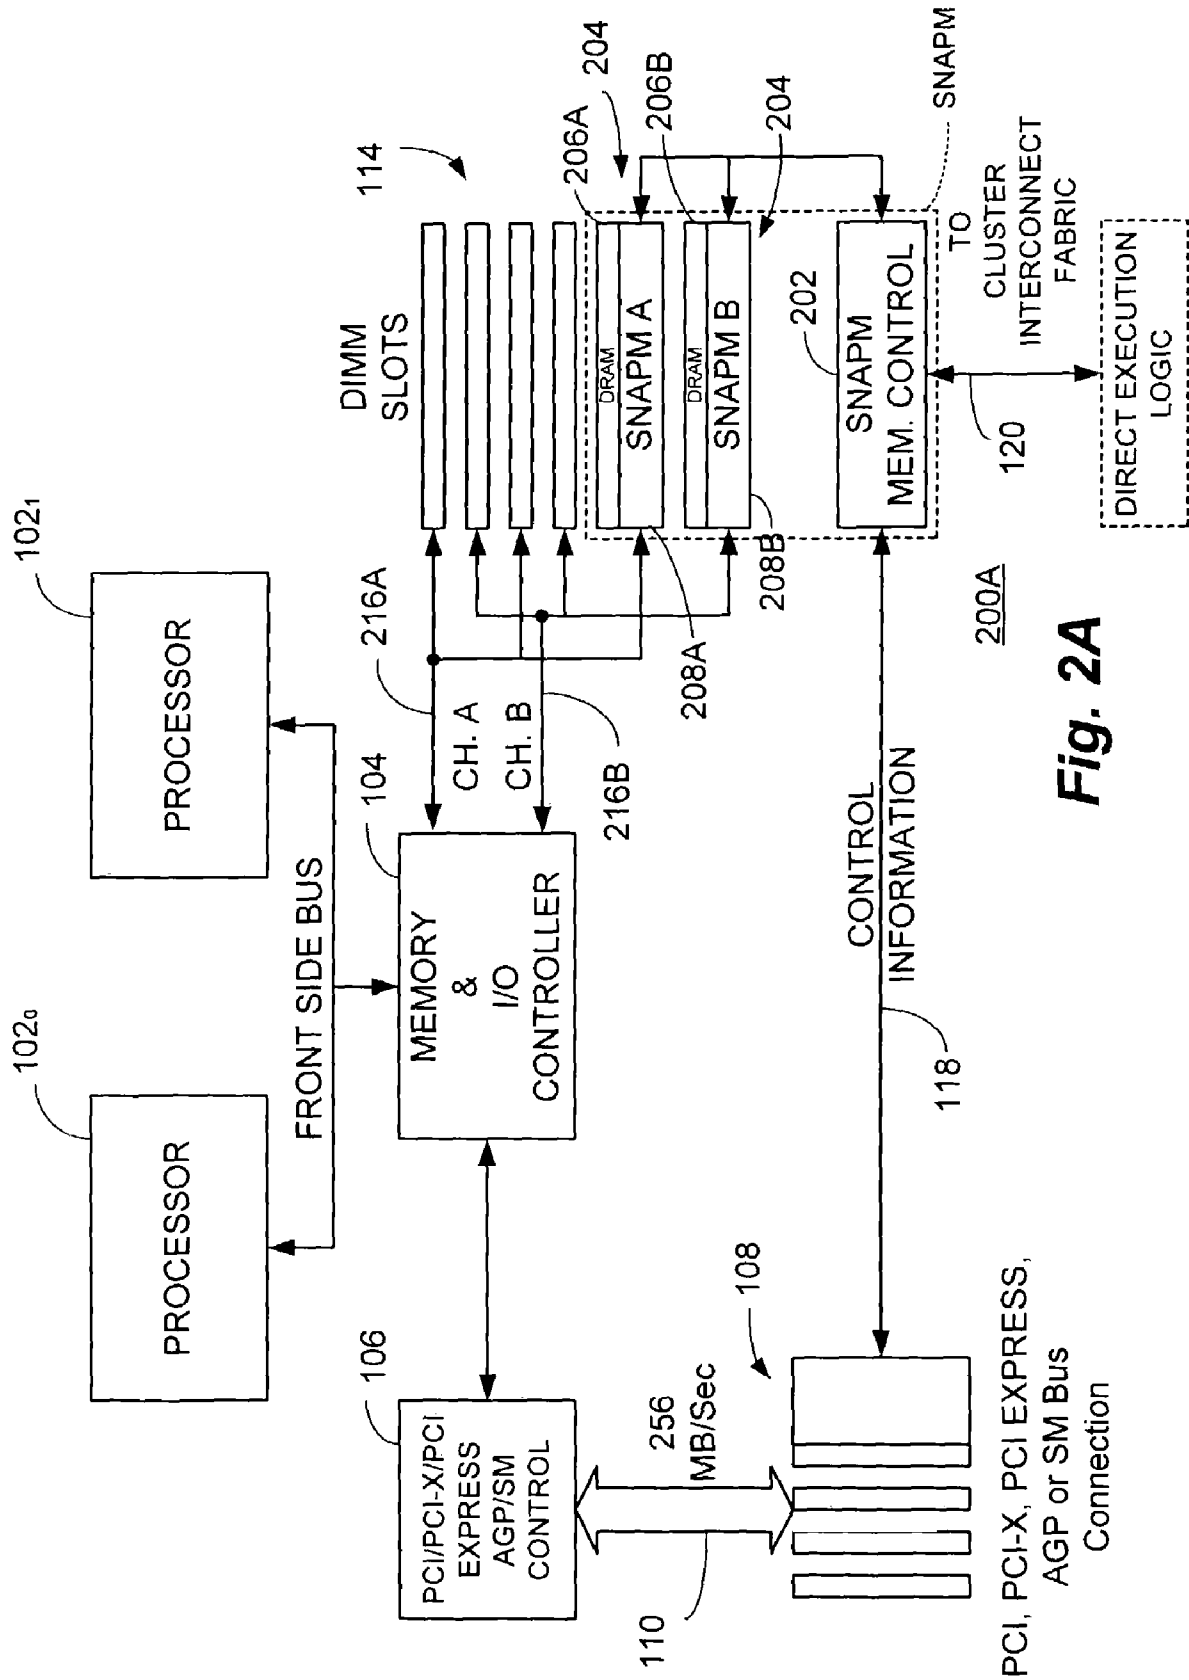 102₀
PROCESSOR
102₁
PROCESSOR
FRONT SIDE BUS
106
PCI/PCI-X/PCI
EXPRESS
AGP/SM
CONTROL
104
MEMORY
&
I/O
CONTROLLER
216A
CH. A
CH. B
216B
DIMM
SLOTS
114
206A
204
DRAM
SNAPM A
208A
206B
DRAM
SNAPM B
208B
204
202
SNAPM
MEM. CONTROL
SNAPM
TO
CLUSTER
INTERCONNECT
FABRIC
120
DIRECT EXECUTION
LOGIC
256
MB/Sec
110
108
CONTROL
INFORMATION
118
PCI, PCI-X, PCI EXPRESS,
AGP or SM Bus
Connection
200A
Fig. 2A